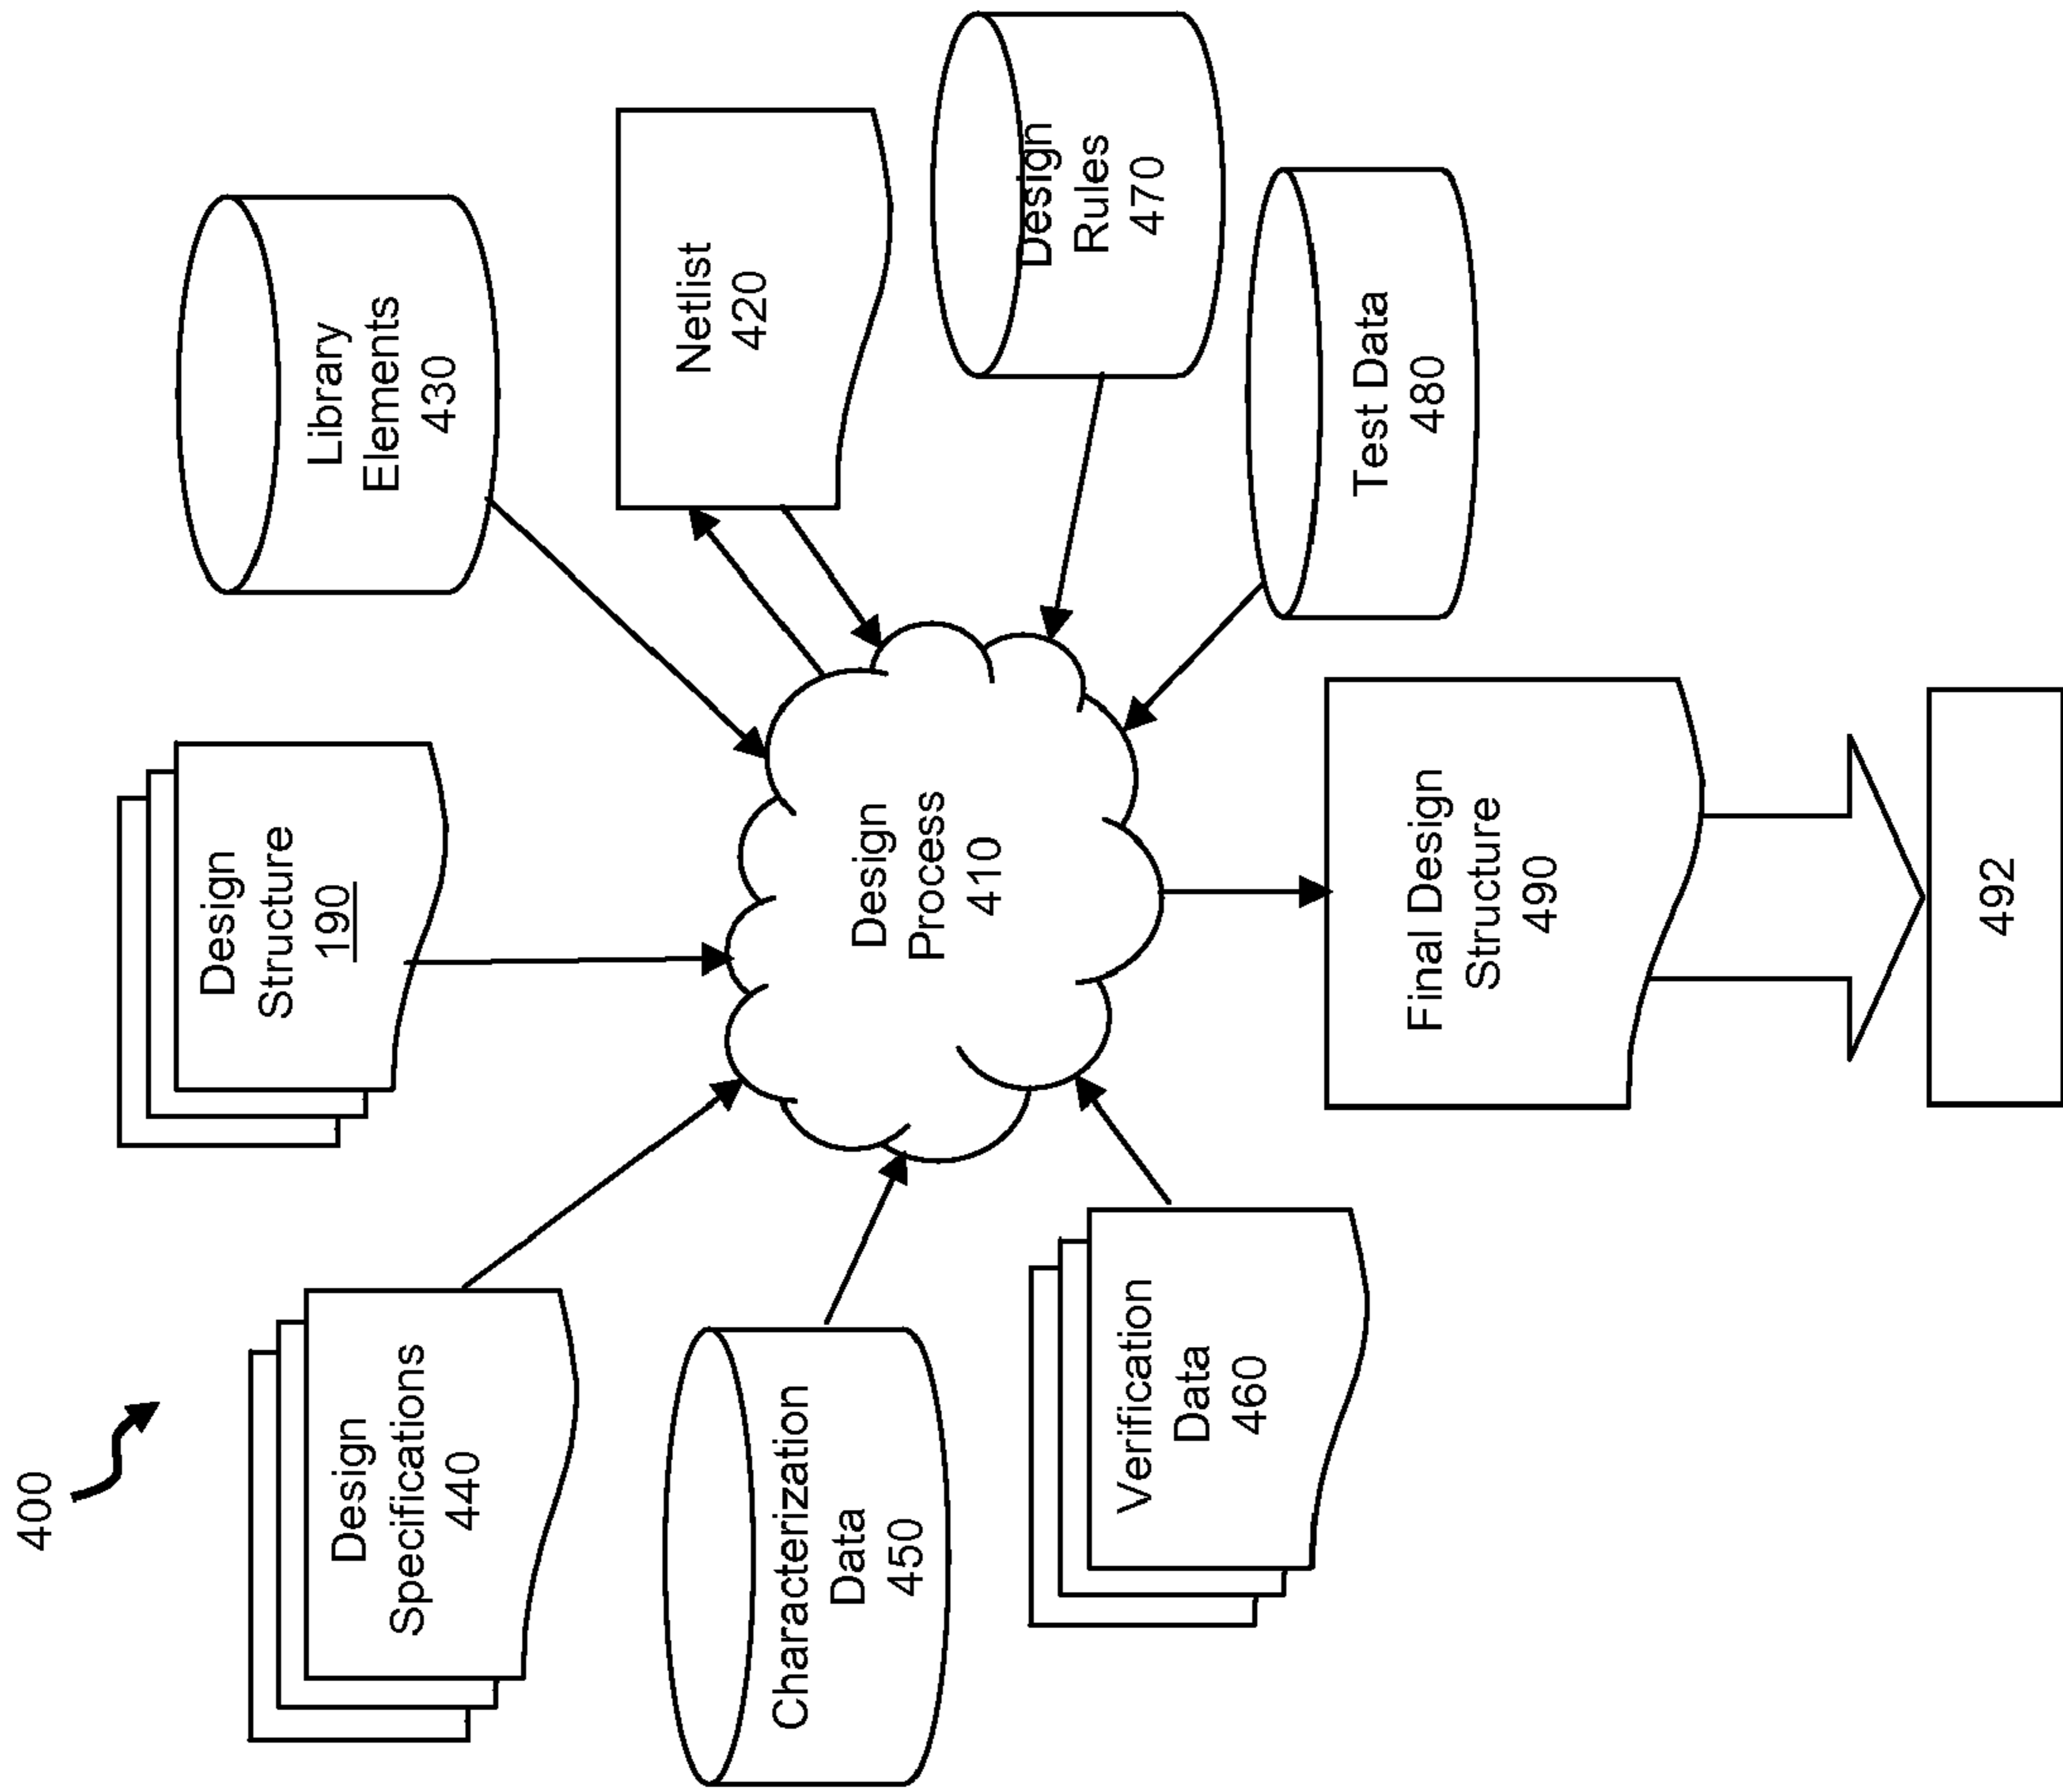 400
Design
Structure
190
Library
Elements
430
Design
Specifications
440
Netlist
420
Characterization
Data
450
Design
Process
410
Design
Rules
470
Verification
Data
460
Test Data
480
Final Design
Structure
490
492